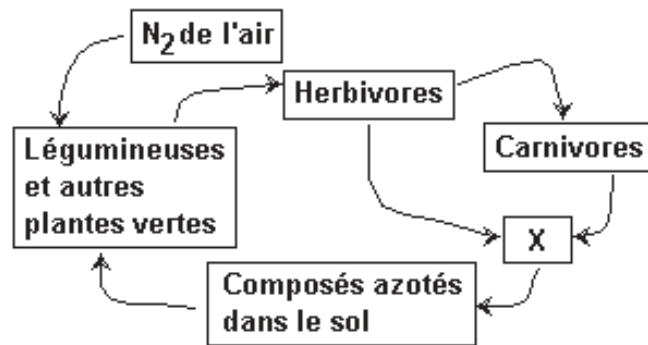 N2 de l'air
Herbivores
Carnivores
Légumineuses
et autres
plantes vertes
X
Composés azotés
dans le sol